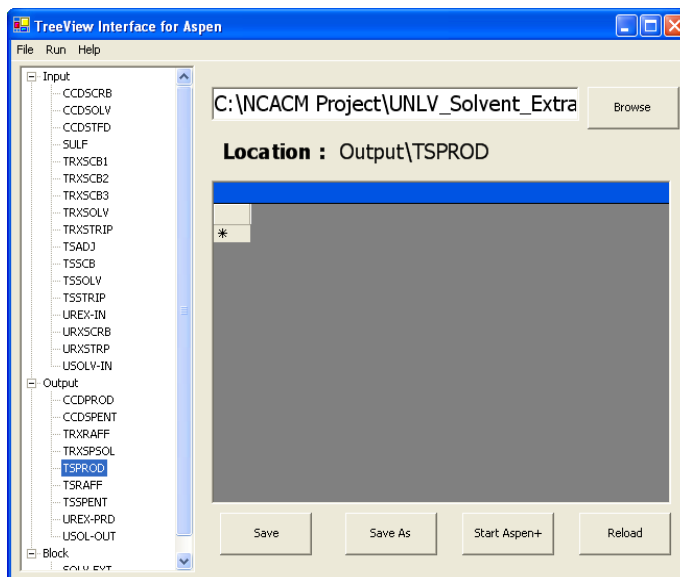 TreeView Interface for Aspen
File Run Help
Input
CCDSCRB
CCDSOLV
CCDSTFD
SULF
TRXSCB1
TRXSCB2
TRXSCB3
TRXSOLV
TRXSTRIP
TSADJ
TSSCB
TSSOLV
TSSTRIP
UREX-IN
URXSCRB
URXSTRP
USOLV-IN
Output
CCDPROD
CCDSPENT
TRXRAFF
TRXSPSOL
TSPROD
TSRAFF
TSSPENT
UREX-PRD
USOL-OUT
Block
SOLV-EXT
C:\NCACM Project\UNLV_Solvent_Extra
Browse
Location : Output\TSPROD
*
Save Save As Start Aspen+ Reload